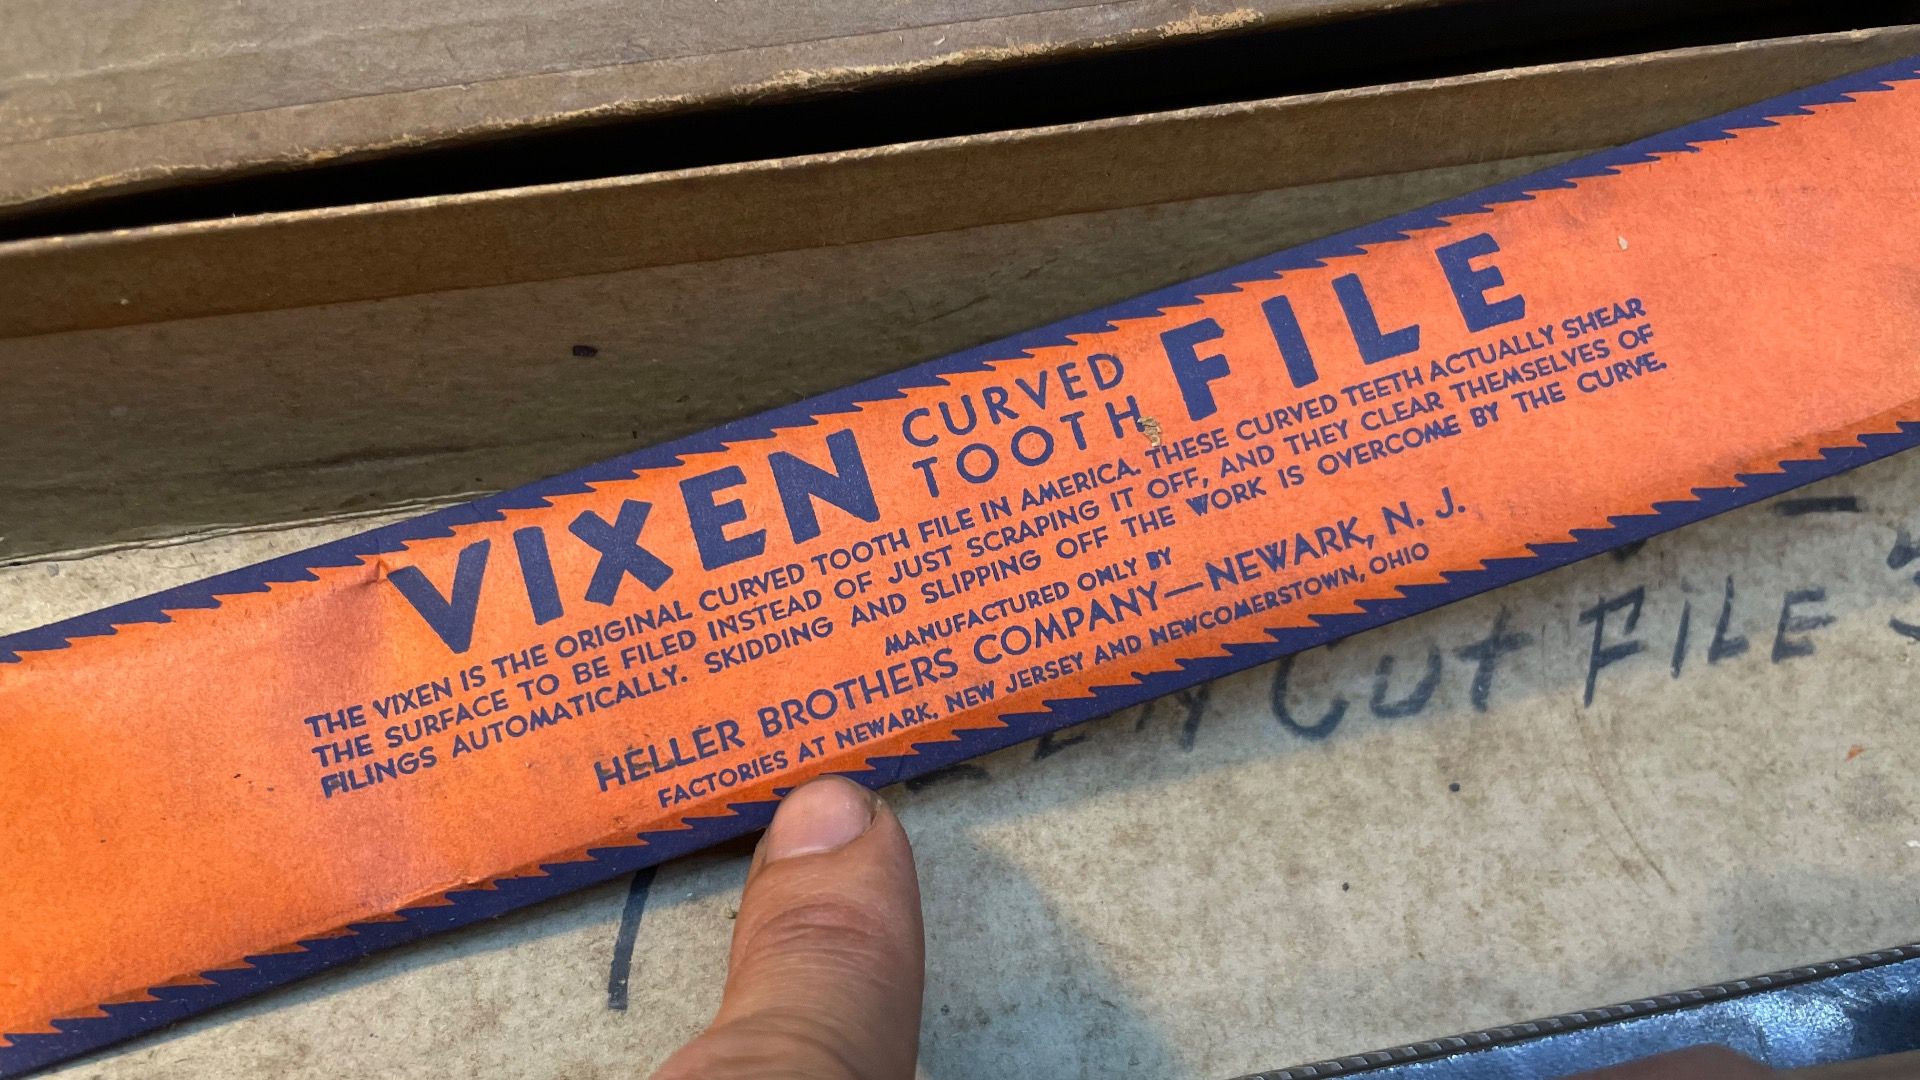 VIXEN CURVED TOOTH FILE
THE VIXEN IS THE ORIGINAL CURVED TOOTH FILE IN AMERICA. THESE CURVED TEETH ACTUALLY SHEAR
THE SURFACE TO BE FILED INSTEAD OF JUST SCRAPING IT OFF, AND THEY CLEAR THEMSELVES OF
FILINGS AUTOMATICALLY. SKIDDING AND SLIPPING OFF THE WORK IS OVERCOME BY THE CURVE.
MANUFACTURED ONLY BY
HELLER BROTHERS COMPANY—NEWARK, N. J.
FACTORIES AT NEWARK, NEW JERSEY AND NEWCOMERSTOWN, OHIO
CUT FILE